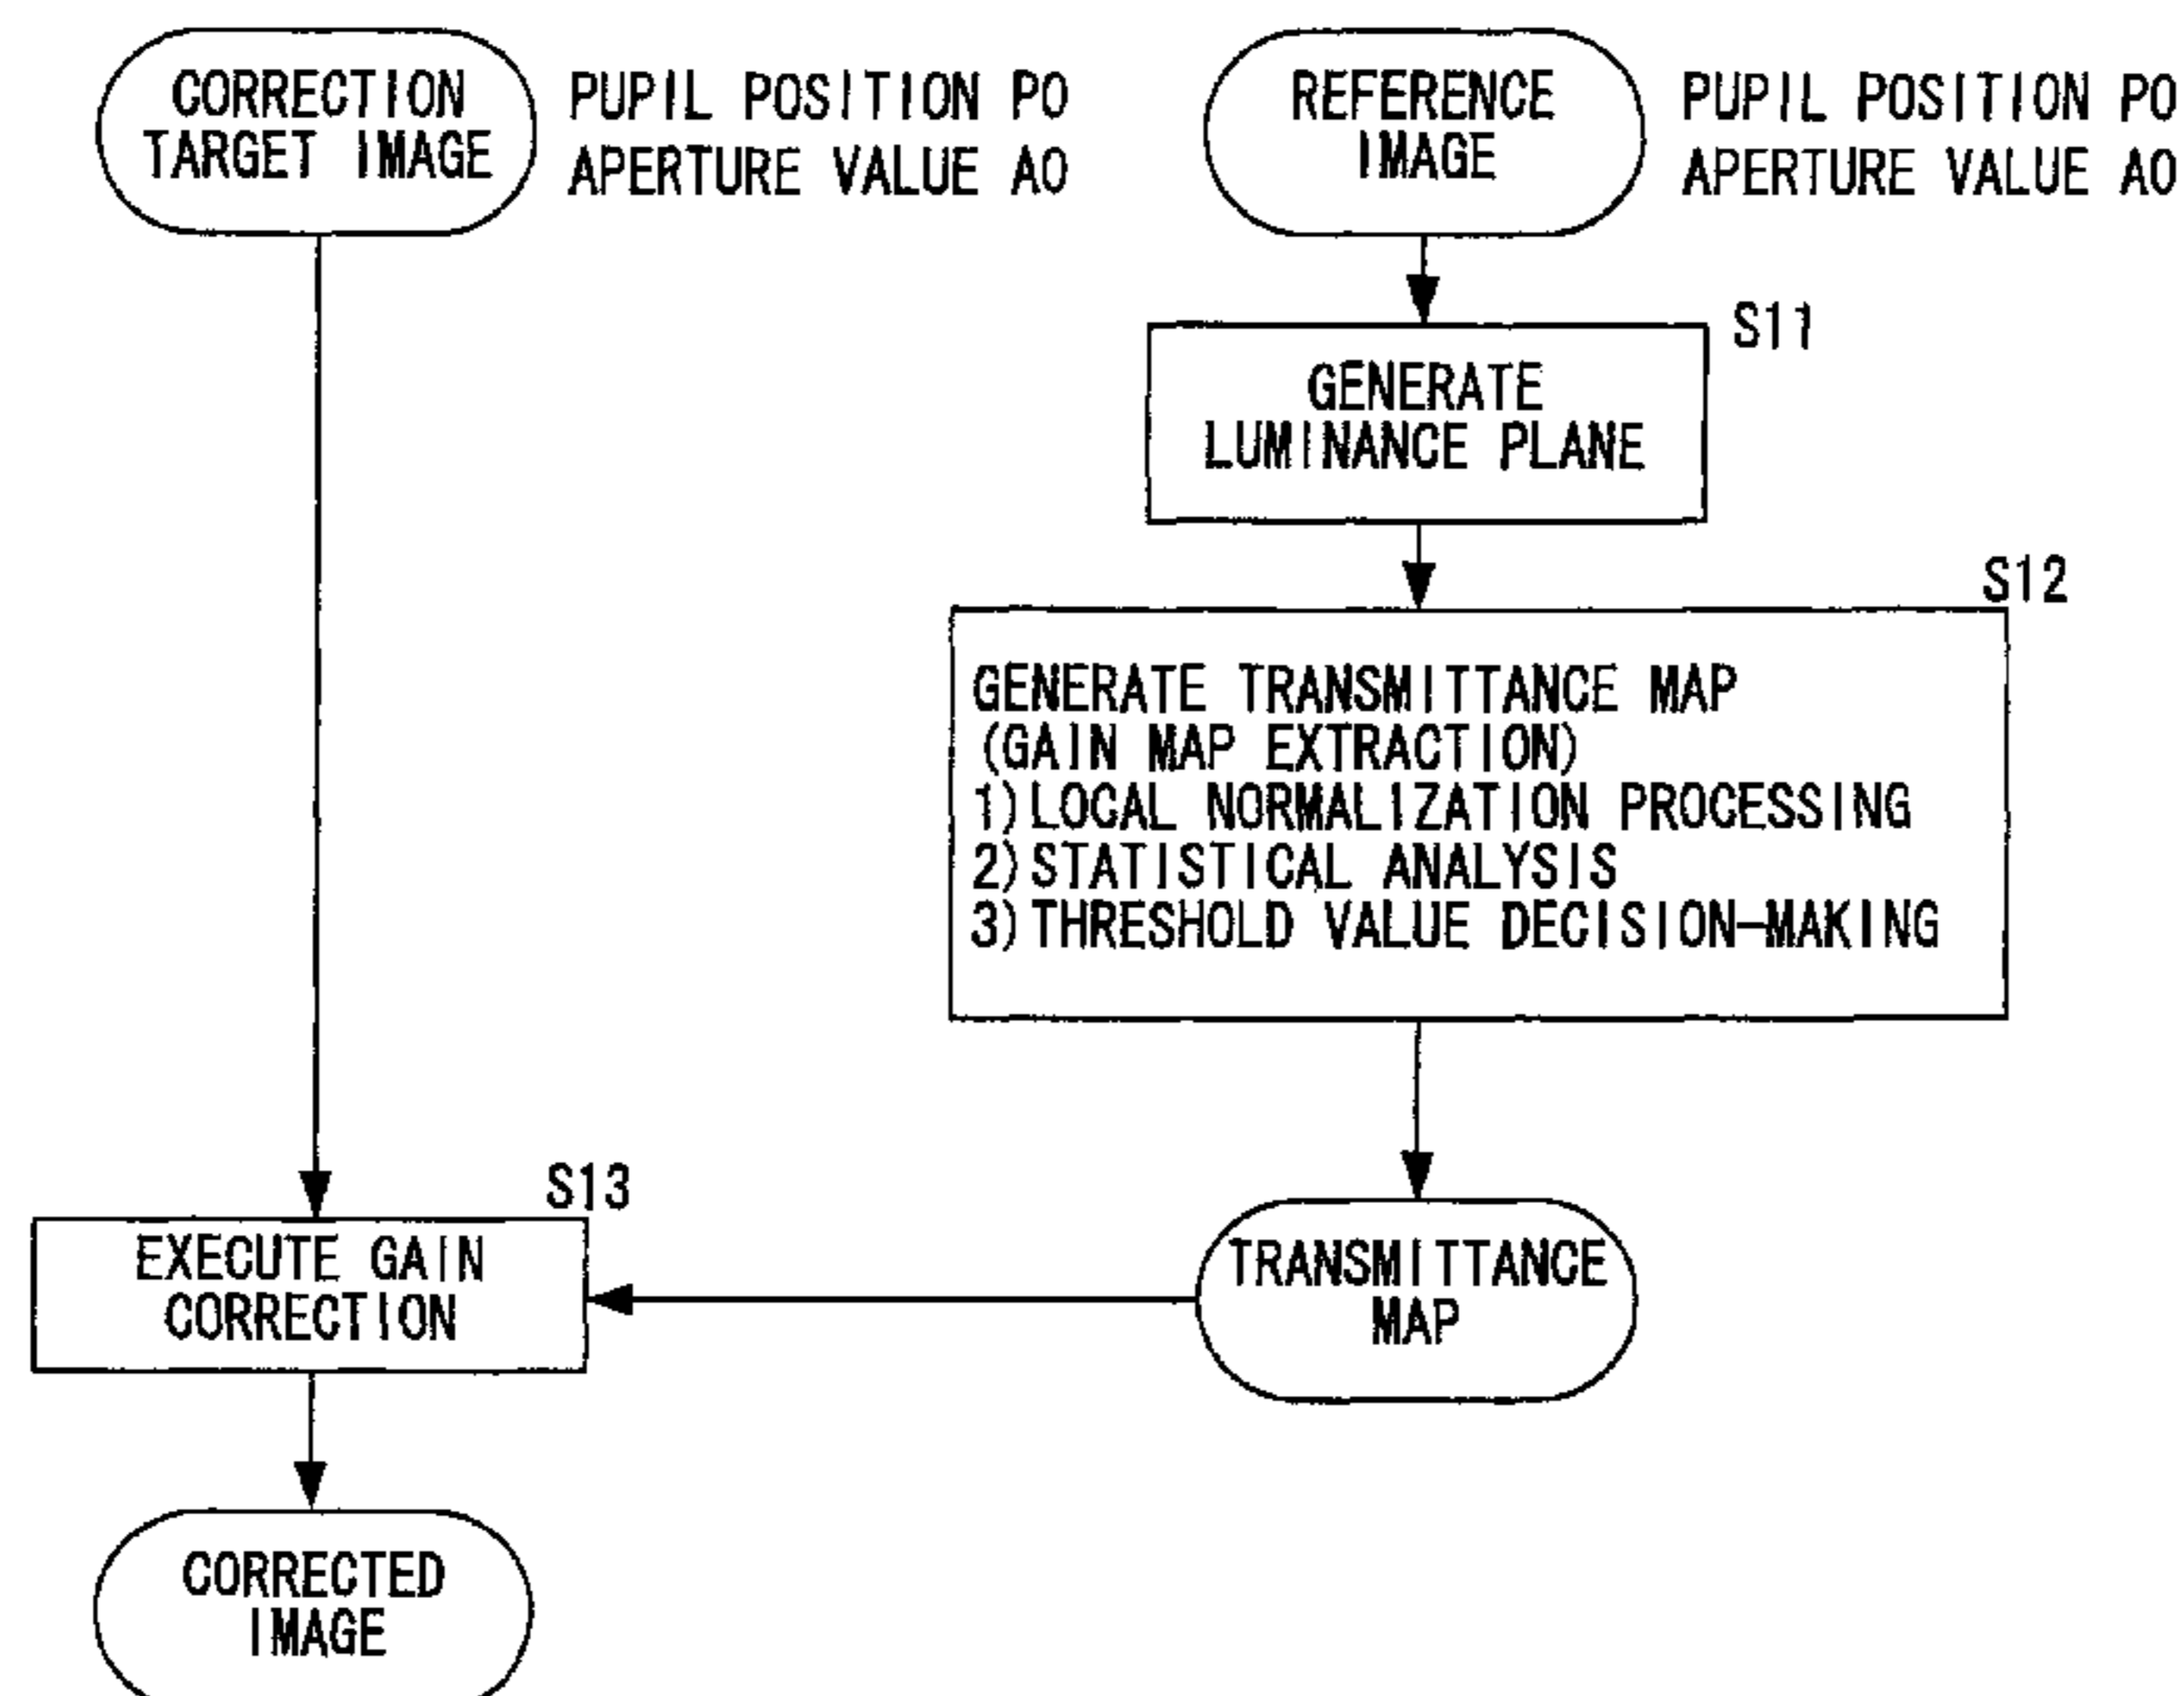 CORRECTION
TARGET IMAGE
PUPIL POSITION P0
APERTURE VALUE A0
REFERENCE
IMAGE
PUPIL POSITION P0
APERTURE VALUE A0
S11
GENERATE
LUMINANCE PLANE
S12
GENERATE TRANSMITTANCE MAP
(GAIN MAP EXTRACTION)
1)LOCAL NORMALIZATION PROCESSING
2)STATISTICAL ANALYSIS
3)THRESHOLD VALUE DECISION-MAKING
S13
EXECUTE GAIN
CORRECTION
TRANSMITTANCE
MAP
CORRECTED
IMAGE